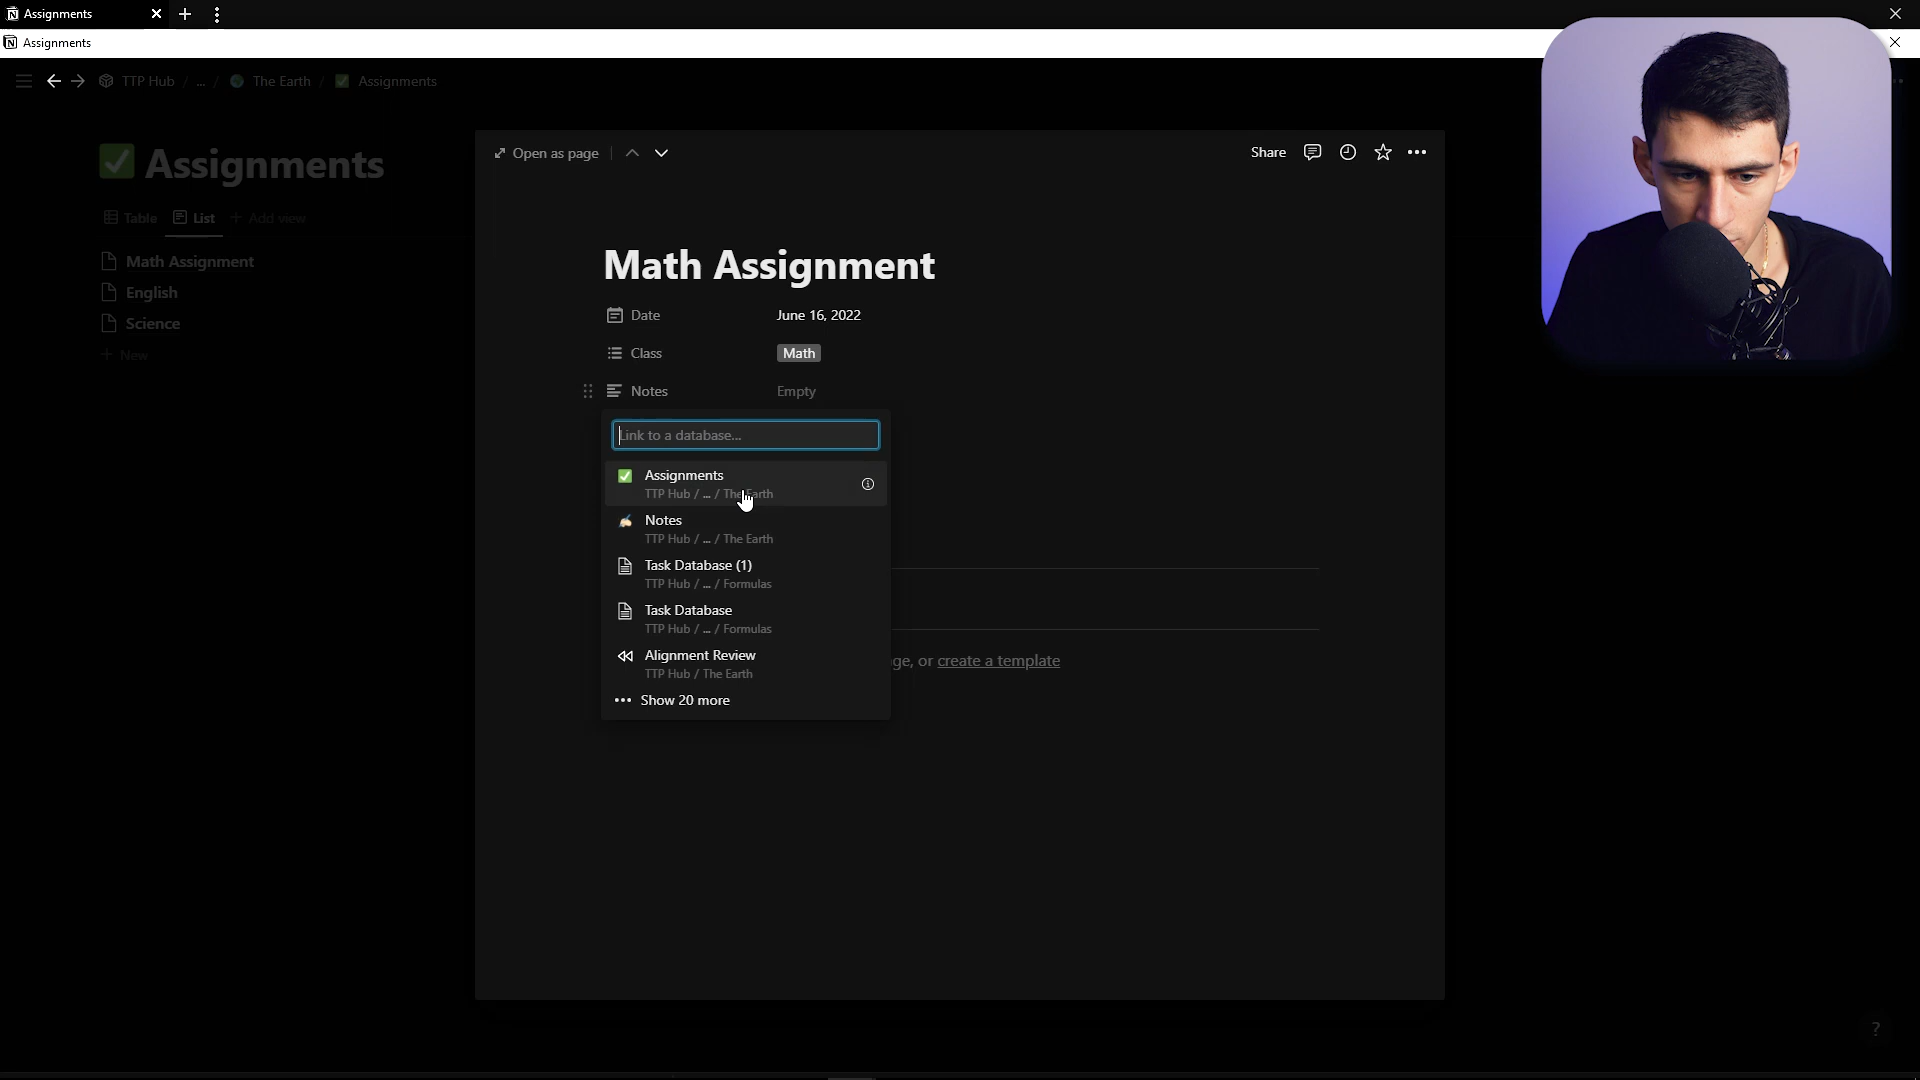 Assignments
Assignments
TTP Hub / ... / The Earth / Assignments
Open as page
Share
Assignments
Table List + Add view
Math Assignment
English
Science
+ New
Math Assignment
Date June 16, 2022
Class Math
Notes Empty
Link to a database...
Assignments
TTP Hub / ... / The Earth
Notes
TTP Hub / ... / The Earth
Task Database (1)
TTP Hub / ... / Formulas
Task Database
TTP Hub / ... / Formulas
Alignment Review
TTP Hub / The Earth
ge, or create a template
Show 20 more
?